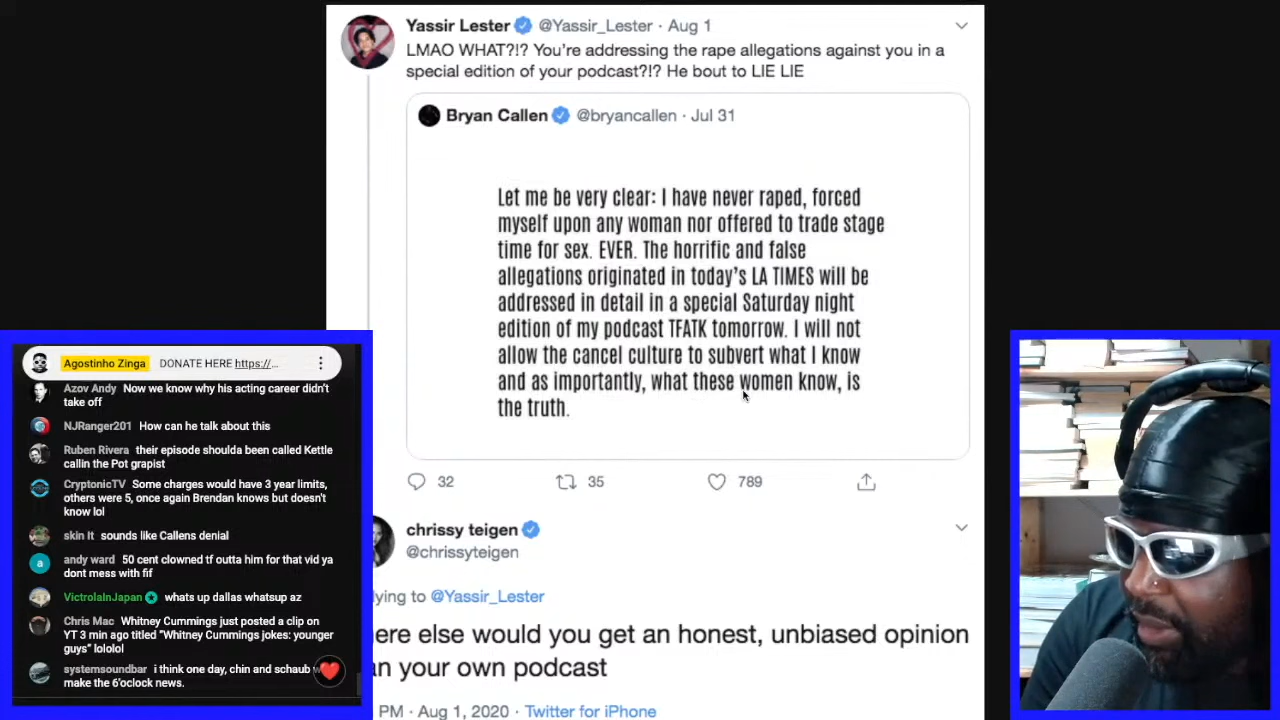 Yassir Lester @Yassir_Lester · Aug 1
LMAO WHAT?!? You're addressing the rape allegations against you in a
special edition of your podcast?!? He bout to LIE LIE
Bryan Callen @bryancallen · Jul 31
Let me be very clear: I have never raped, forced
myself upon any woman nor offered to trade stage
time for sex. EVER. The horrific and false
allegations originated in today's LA TIMES will be
addressed in detail in a special Saturday night
edition of my podcast TFATK tomorrow. I will not
allow the cancel culture to subvert what I know
and as importantly, what these women know, is
the truth.
32 35 789
chrissy teigen
@chrissyteigen
lying to @Yassir_Lester
ere else would you get an honest, unbiased opinion
an your own podcast
PM · Aug 1, 2020 · Twitter for iPhone
Agostinho Zinga DONATE HERE https://...
Azov Andy Now we know why his acting career didn't
take off
NJRanger201 How can he talk about this
Ruben Rivera their episode shoulda been called Kettle
callin the Pot grapist
CryptonicTV Some charges would have 3 year limits,
others were 5, once again Brendan knows but doesn't
know lol
skin It sounds like Callens denial
a
andy ward 50 cent clowned tf outta him for that vid ya
dont mess with fif
VictrolaInJapan whats up dallas whatsup az
Chris Mac Whitney Cummings just posted a clip on
YT 3 min ago titled "Whitney Cummings jokes: younger
guys" lololol
systemsoundbar i think one day, chin and schaub w
make the 6'oclock news.